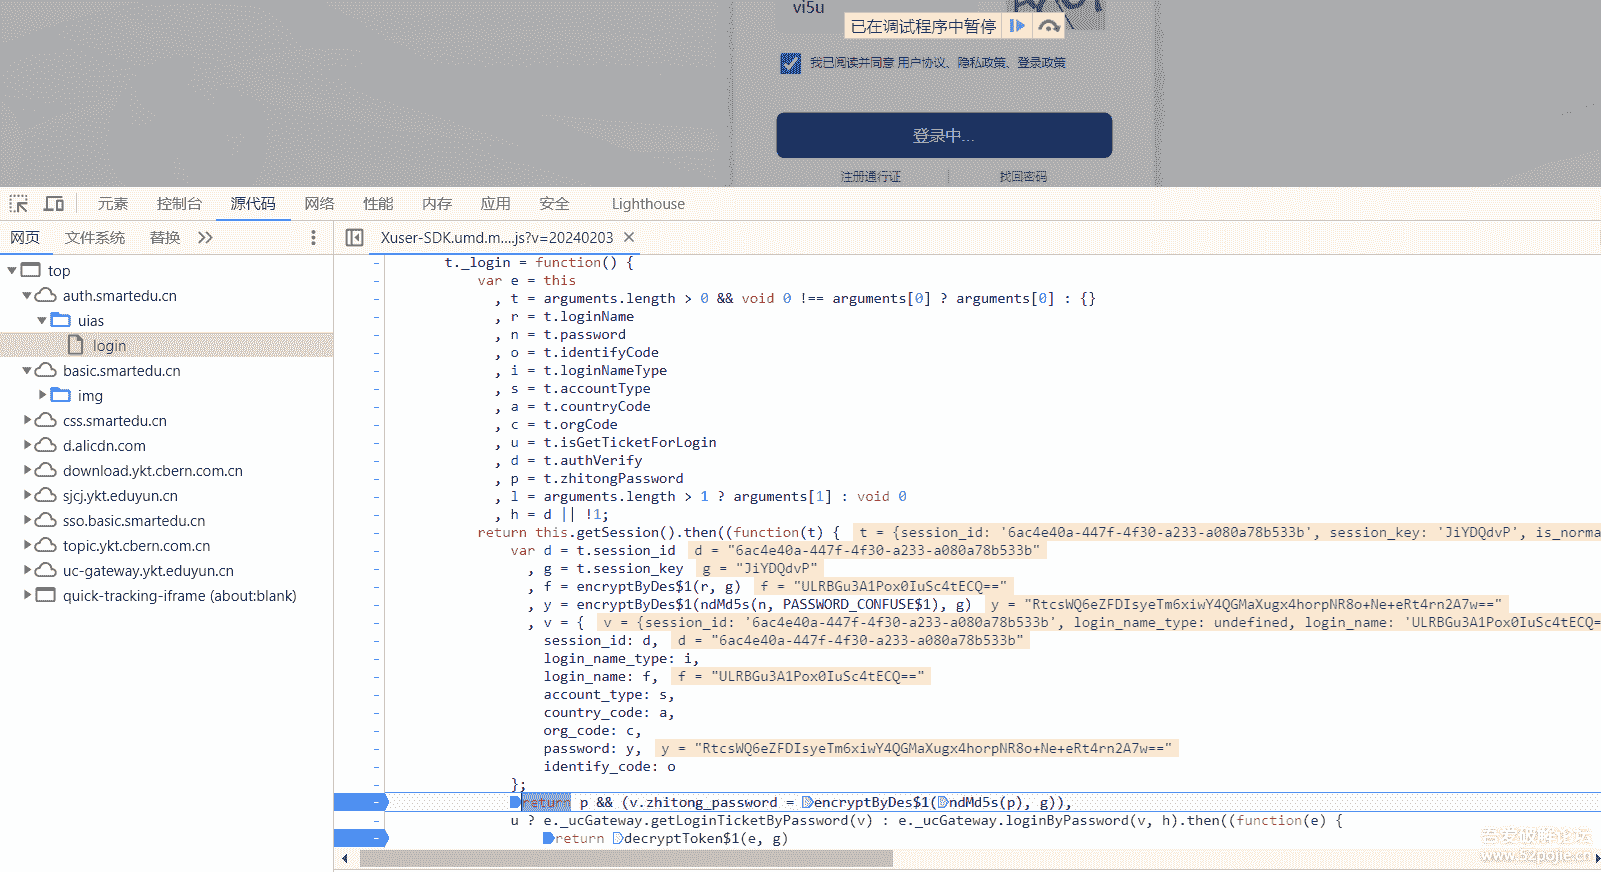 vi5u
已在调试程序中暂停
我已阅读并同意 用户协议、隐私政策、登录政策
登录中...
注册通行证 找回密码
元素 控制台 源代码 网络 性能 内存 应用 安全 Lighthouse
网页 文件系统 替换
Xuser-SDK.umd.m....js?v=20240203
top
auth.smartedu.cn
uias
login
basic.smartedu.cn
img
css.smartedu.cn
d.alicdn.com
download.ykt.cbern.com.cn
sjcj.ykt.eduyun.cn
sso.basic.smartedu.cn
topic.ykt.cbern.com.cn
uc-gateway.ykt.eduyun.cn
quick-tracking-iframe (about:blank)
t._login = function() {
var e = this
, t = arguments.length > 0 && void 0 !== arguments[0] ? arguments[0] : {}
, r = t.loginName
, n = t.password
, o = t.identifyCode
, i = t.loginNameType
, s = t.accountType
, a = t.countryCode
, c = t.orgCode
, u = t.isGetTicketForLogin
, d = t.authVerify
, p = t.zhitongPassword
, l = arguments.length > 1 ? arguments[1] : void 0
, h = d || !1;
return this.getSession().then((function(t) { t = {session_id: '6ac4e40a-447f-4f30-a233-a080a78b533b', session_key: 'JiYDQdvP', is_norma
var d = t.session_id d = "6ac4e40a-447f-4f30-a233-a080a78b533b"
, g = t.session_key g = "JiYDQdvP"
, f = encryptByDes$1(r, g) f = "ULRBGu3A1Pox0IuSc4tECQ=="
, y = encryptByDes$1(ndMd5s(n, PASSWORD_CONFUSE$1), g) y = "RtcsWQ6eZFDIsyeTm6xiwY4QGMaXugx4horpNR8o+Ne+eRt4rn2A7w=="
, v = { v = {session_id: '6ac4e40a-447f-4f30-a233-a080a78b533b', login_name_type: undefined, login_name: 'ULRBGu3A1Pox0IuSc4tECQ=
session_id: d, d = "6ac4e40a-447f-4f30-a233-a080a78b533b"
login_name_type: i,
login_name: f, f = "ULRBGu3A1Pox0IuSc4tECQ=="
account_type: s,
country_code: a,
org_code: c,
password: y, y = "RtcsWQ6eZFDIsyeTm6xiwY4QGMaXugx4horpNR8o+Ne+eRt4rn2A7w=="
identify_code: o
};
return p && (v.zhitong_password = encryptByDes$1(ndMd5s(p), g)),
u ? e._ucGateway.getLoginTicketByPassword(v) : e._ucGateway.loginByPassword(v, h).then((function(e) {
return decryptToken$1(e, g)
吾爱破解论坛
www.52pojie.cn